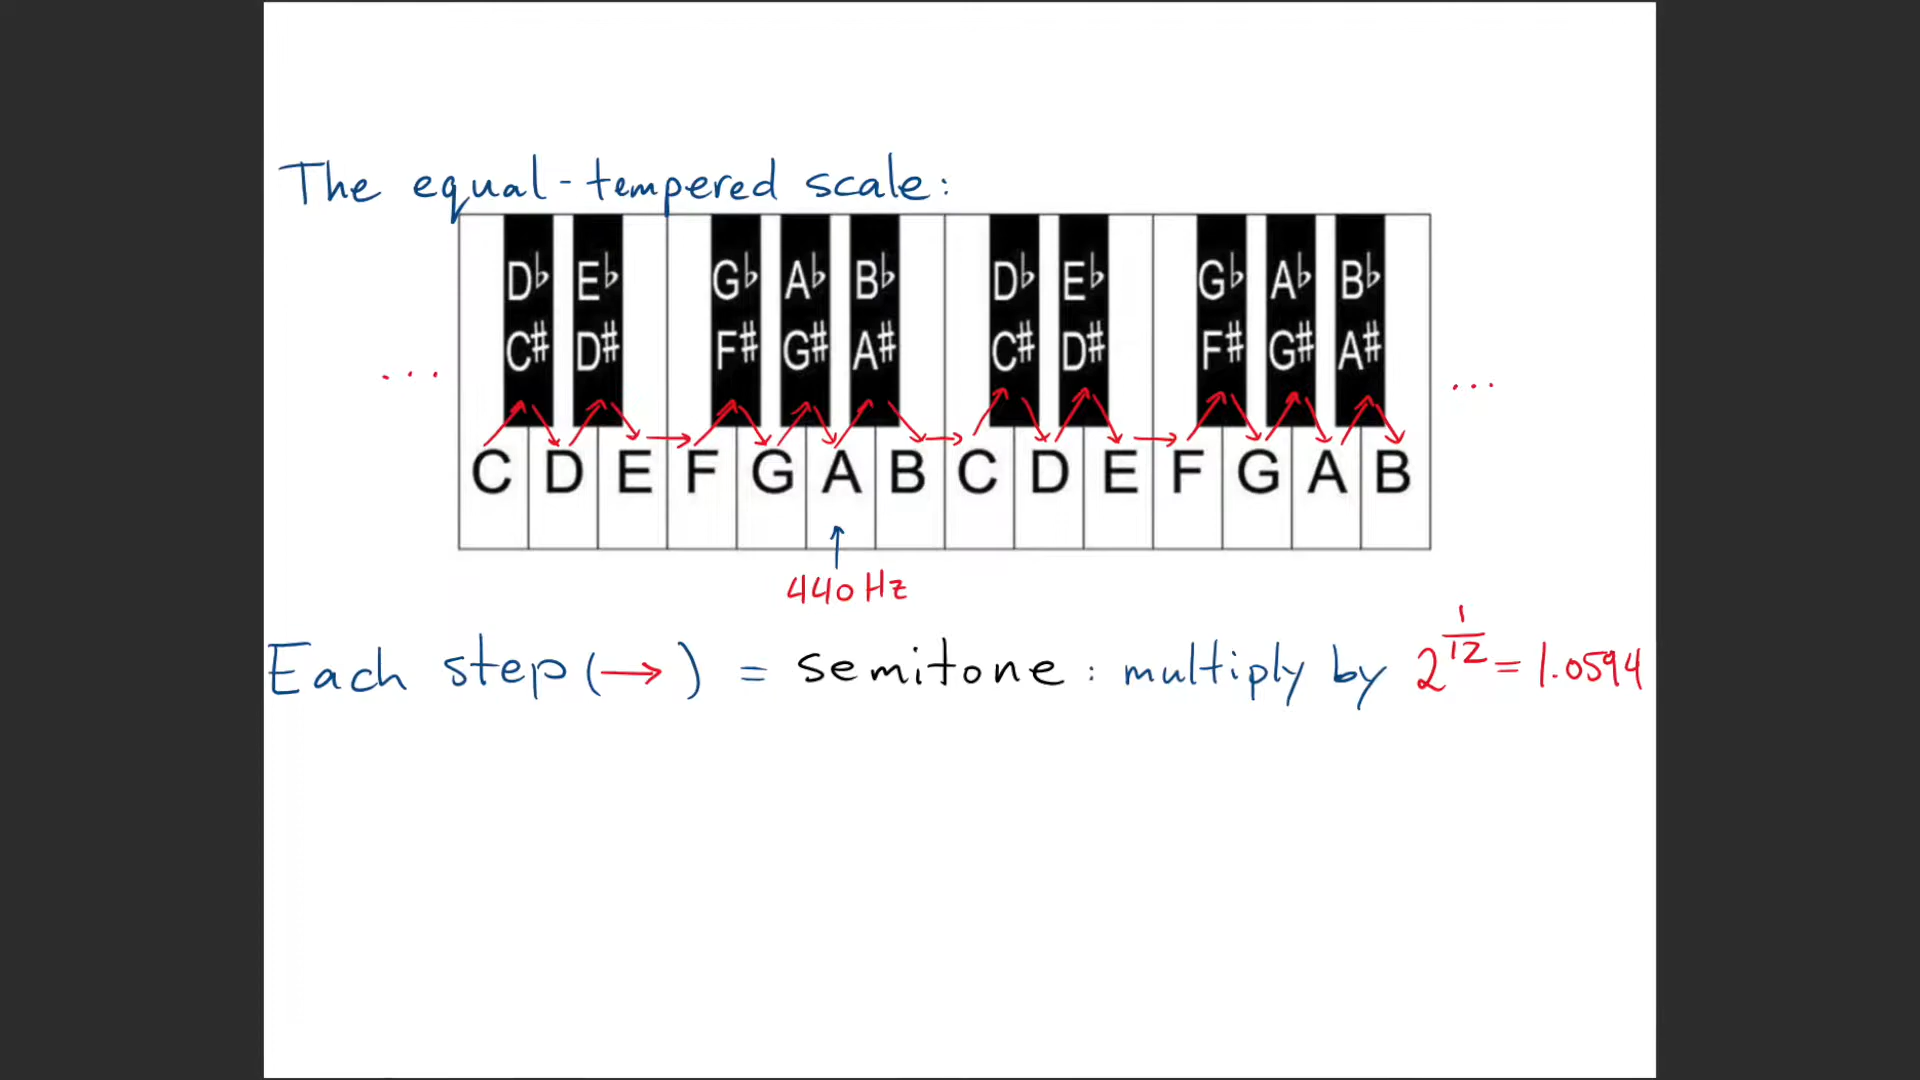 The equal-tempered scale:
D♭ E♭ G♭ A♭ B♭ D♭ E♭ G♭ A♭ B♭
C# D# F# G# A# C# D# F# G# A#
... ...
C D E F G A B C D E F G A B
↑
440 Hz
Each step (→) = semitone : multiply by 2^(1/12) = 1.0594